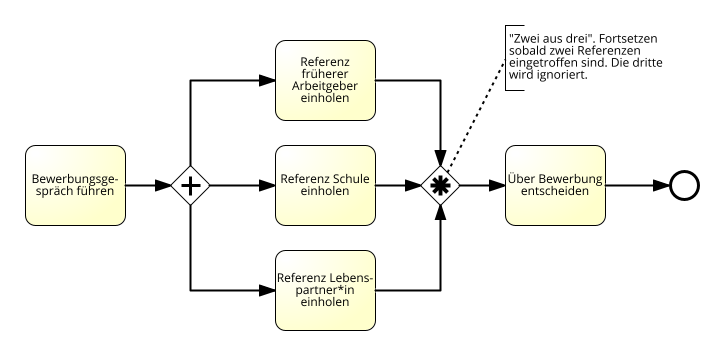 Bewerbungsge-
spräch führen
Referenz
früherer
Arbeitgeber
einholen
Referenz Schule
einholen
Referenz Lebens-
partner*in
einholen
"Zwei aus drei". Fortsetzen
sobald zwei Referenzen
eingetroffen sind. Die dritte
wird ignoriert.
Über Bewerbung
entscheiden